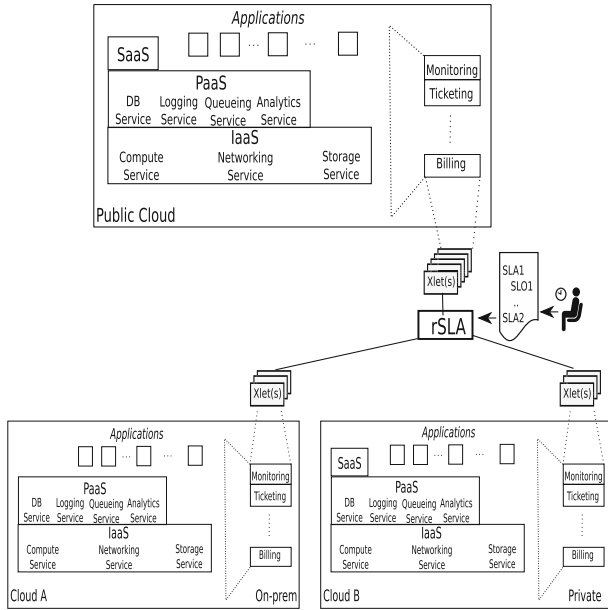 Applications
... ...
SaaS
PaaS
DB Service
Logging Service
Queueing Service
Analytics Service
IaaS
Compute Service
Networking Service
Storage Service
Monitoring
Ticketing
Billing
Public Cloud
Xlet(s)
rSLA
SLA1
SLO1
..
SLA2
Xlet(s)
Xlet(s)
Applications
... ...
PaaS
DB Service
Logging Service
Queueing Service
Analytics Service
IaaS
Compute Service
Networking Service
Storage Service
Monitoring
Ticketing
Billing
Cloud A
On-prem
Applications
... ...
SaaS
PaaS
DB Service
Logging Service
Queueing Service
Analytics Service
IaaS
Compute Service
Networking Service
Storage Service
Monitoring
Ticketing
Billing
Cloud B
Private